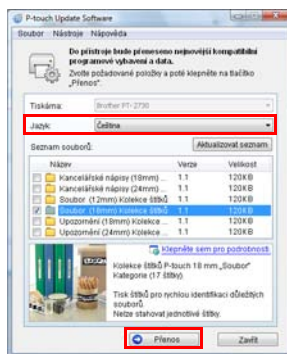 P-touch Update Software
Soubor Nástroje Nápověda
Do přístroje bude přeneseno nejnovější kompatibilní
programové vybavení a data.
Zvolte požadované položky a poté klepněte na tlačítko
„Přenos“.
Tiskárna: Brother PT-2730
Jazyk: Čeština
Seznam souborů: Aktualizovat seznam
Název Verze Velikost
Kancelářské nápisy (18mm) ... 1.1 120KB
Kancelářské nápisy (24mm) ... 1.1 120KB
Soubor (12mm) Kolekce štítků 1.1 120KB
Soubor (18mm) Kolekce štítků 1.1 120KB
Upozornění (18mm) Kolekce ... 1.1 120KB
Upozornění (24mm) Kolekce ... 1.1 120KB
Klepněte sem pro podrobnosti
Kolekce štítků P-touch 18 mm „Soubor“
Kategorie (17 štítky)
Tisk štítků pro rychlou identifikaci důležitých
souborů.
Nelze stahovat jednotlivé štítky.
Přenos Zavřít